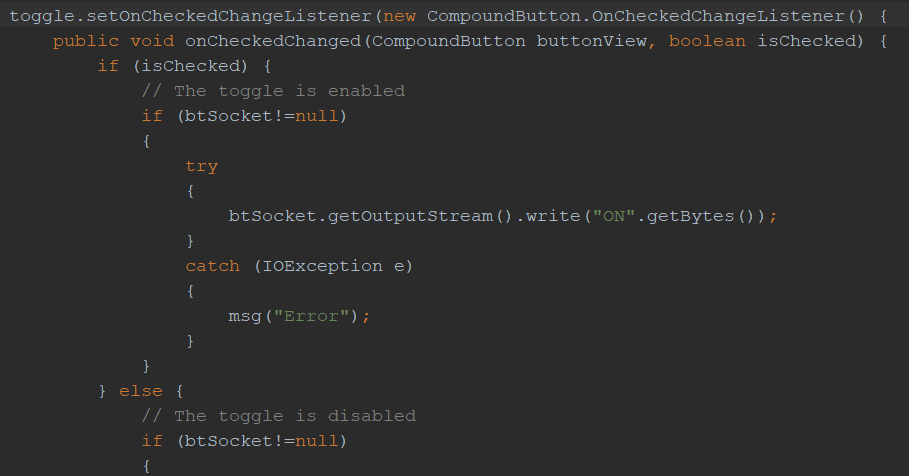 toggle.setOnCheckedChangeListener(new CompoundButton.OnCheckedChangeListener() {
    public void onCheckedChanged(CompoundButton buttonView, boolean isChecked) {
        if (isChecked) {
            // The toggle is enabled
            if (btSocket!=null)
            {
                try
                {
                    btSocket.getOutputStream().write("ON".getBytes());
                }
                catch (IOException e)
                {
                    msg("Error");
                }
            }
        } else {
            // The toggle is disabled
            if (btSocket!=null)
            {